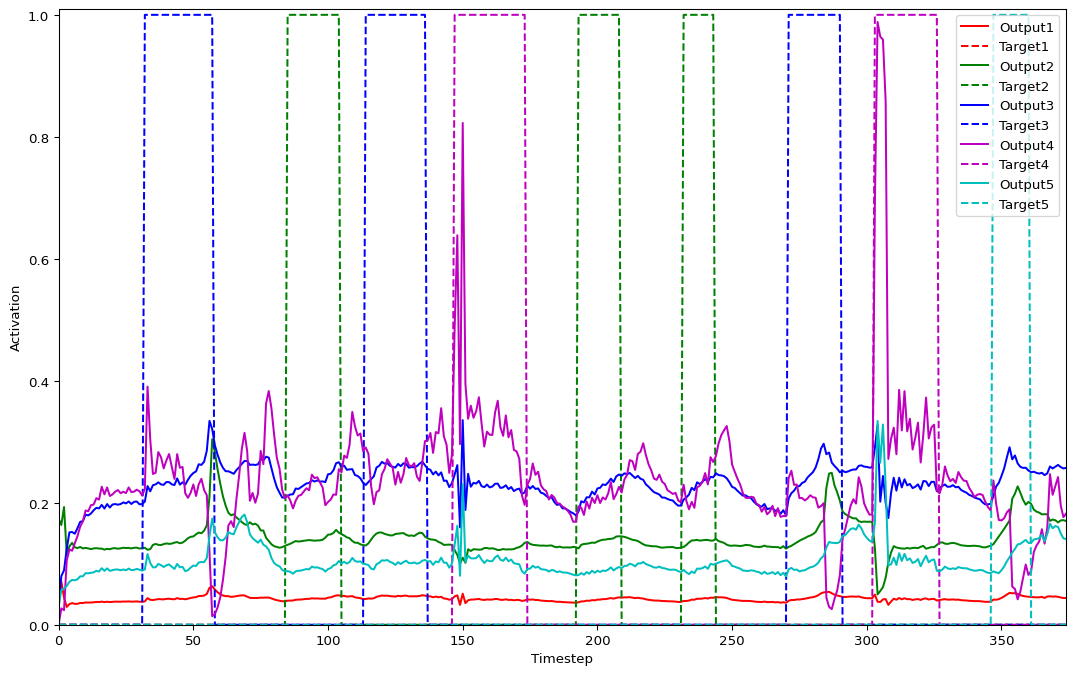 1.0
0.8
0.6
0.4
0.2
0.0
Activation
0
50
100
150
200
250
300
350
Timestep
Output1
Target1
Output2
Target2
Output3
Target3
Output4
Target4
Output5
Target5